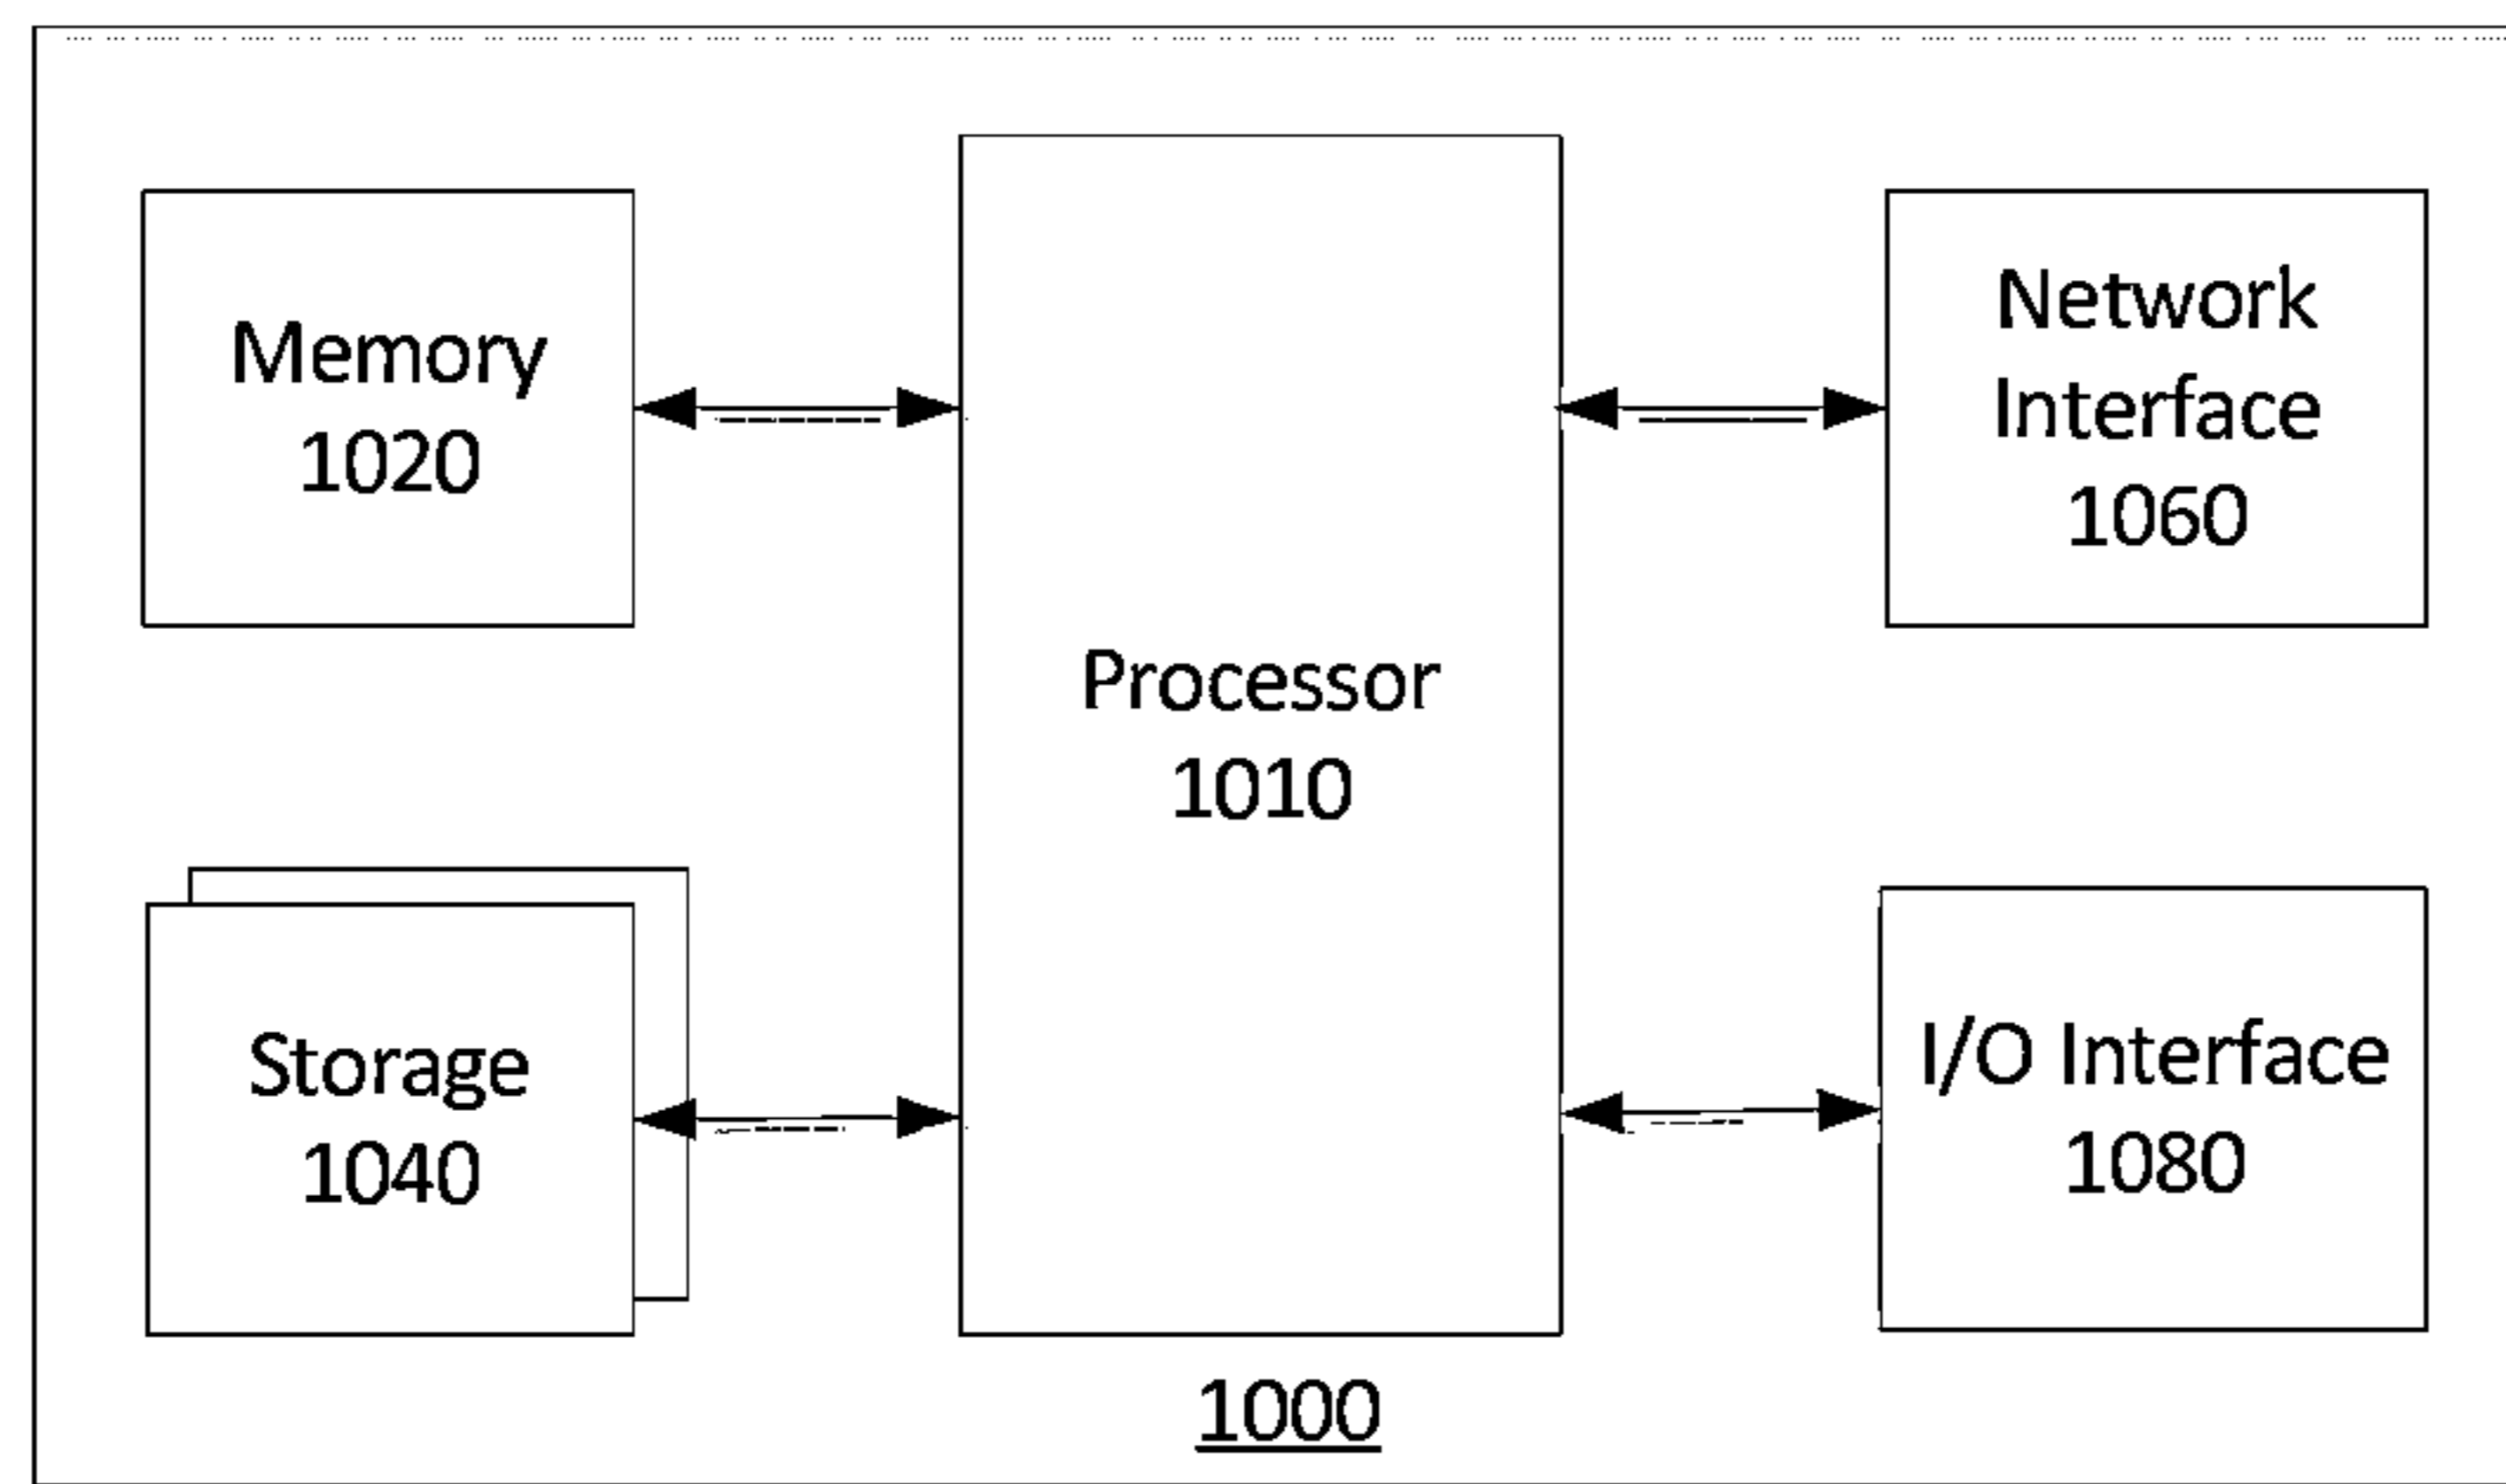 Memory
1020
Processor
1010
Network
Interface
1060
Storage
1040
I/O Interface
1080
1000